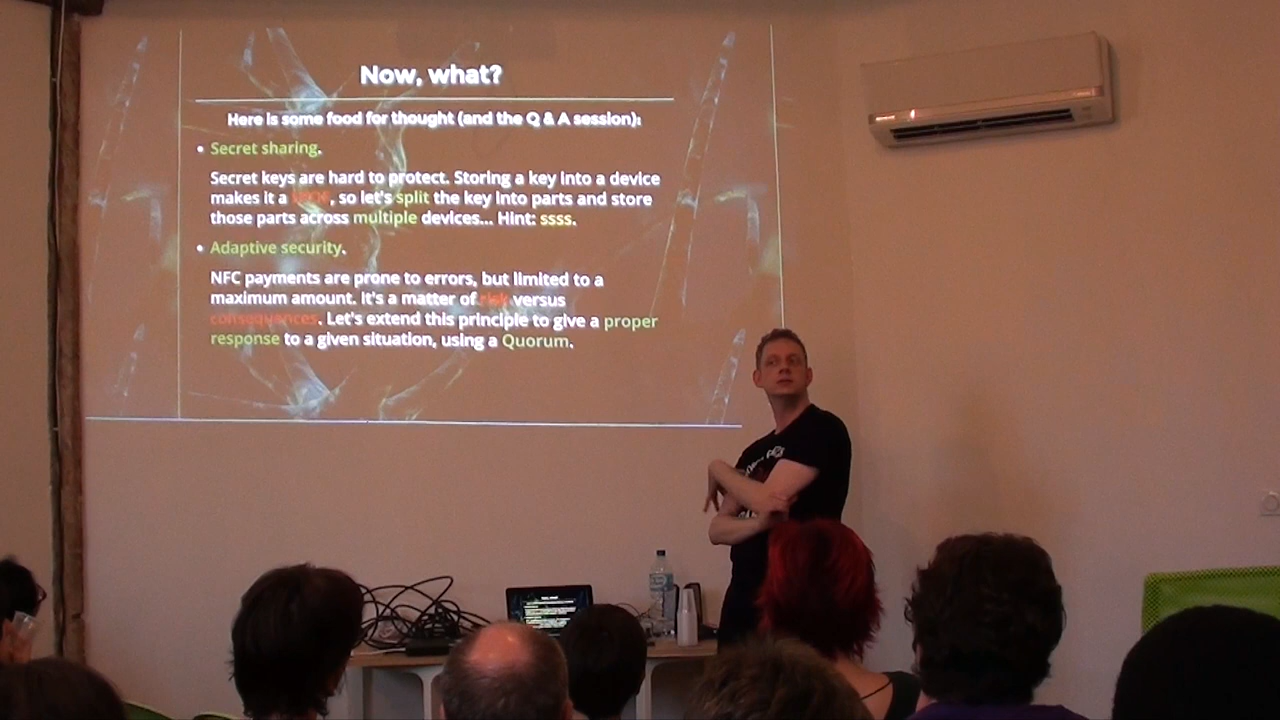 Now, what?
Here is some food for thought (and the Q & A session):
• Secret sharing.
Secret keys are hard to protect. Storing a key into a device
makes it a , so let's split the key into parts and store
those parts across multiple devices... Hint: ssss.
• Adaptive security.
NFC payments are prone to errors, but limited to a
maximum amount. It's a matter of risk versus
consequences. Let's extend this principle to give a proper
response to a given situation, using a Quorum.